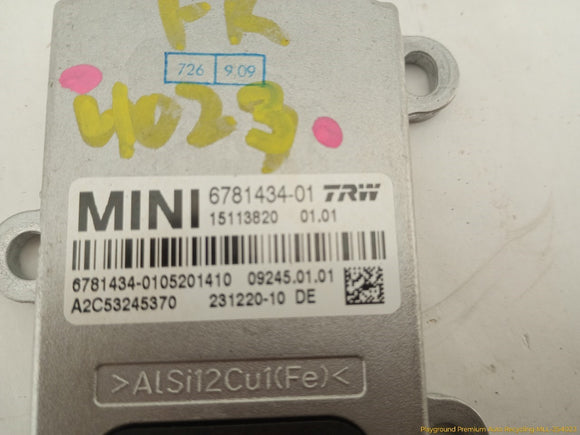 FR
726 9.09
4023
MINI 6781434-01 TRW
15113820 01.01
6781434-0105201410 09245.01.01
A2C53245370 231220-10 DE
>AlSi12Cu1(Fe)<